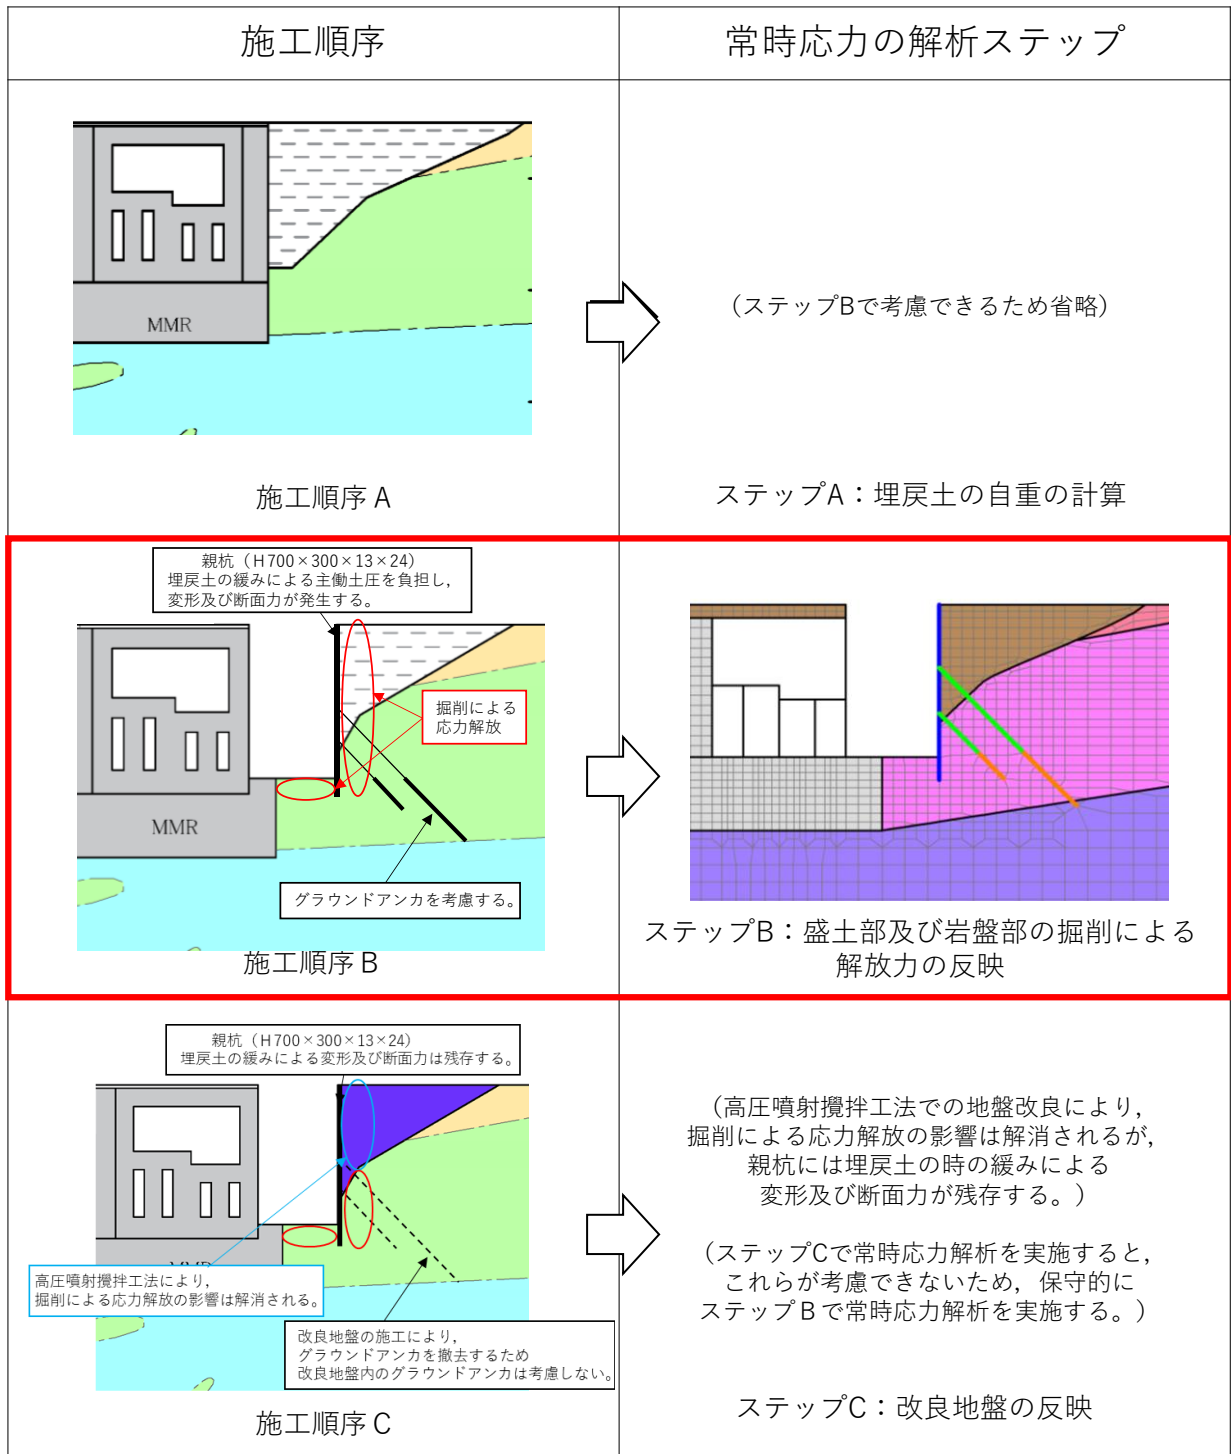 施工順序
常時応力の解析ステップ
MMR
（ステップBで考慮できるため省略）
施工順序Ａ
ステップA：埋戻土の自重の計算
親杭（Ｈ700×300×13×24）
埋戻土の緩みによる主働土圧を負担し，
変形及び断面力が発生する。
掘削による
応力解放
MMR
グラウンドアンカを考慮する。
施工順序Ｂ
ステップB：盛土部及び岩盤部の掘削による
解放力の反映
親杭（Ｈ700×300×13×24）
埋戻土の緩みによる変形及び断面力は残存する。
高圧噴射攪拌工法により，
掘削による応力解放の影響は解消される。
改良地盤の施工により，
グラウンドアンカを撤去するため
改良地盤内のグラウンドアンカは考慮しない。
施工順序Ｃ
（高圧噴射攪拌工法での地盤改良により，
掘削による応力解放の影響は解消されるが，
親杭には埋戻土の時の緩みによる
変形及び断面力が残存する。）
（ステップCで常時応力解析を実施すると，
これらが考慮できないため，保守的に
ステップＢで常時応力解析を実施する。）
ステップC：改良地盤の反映